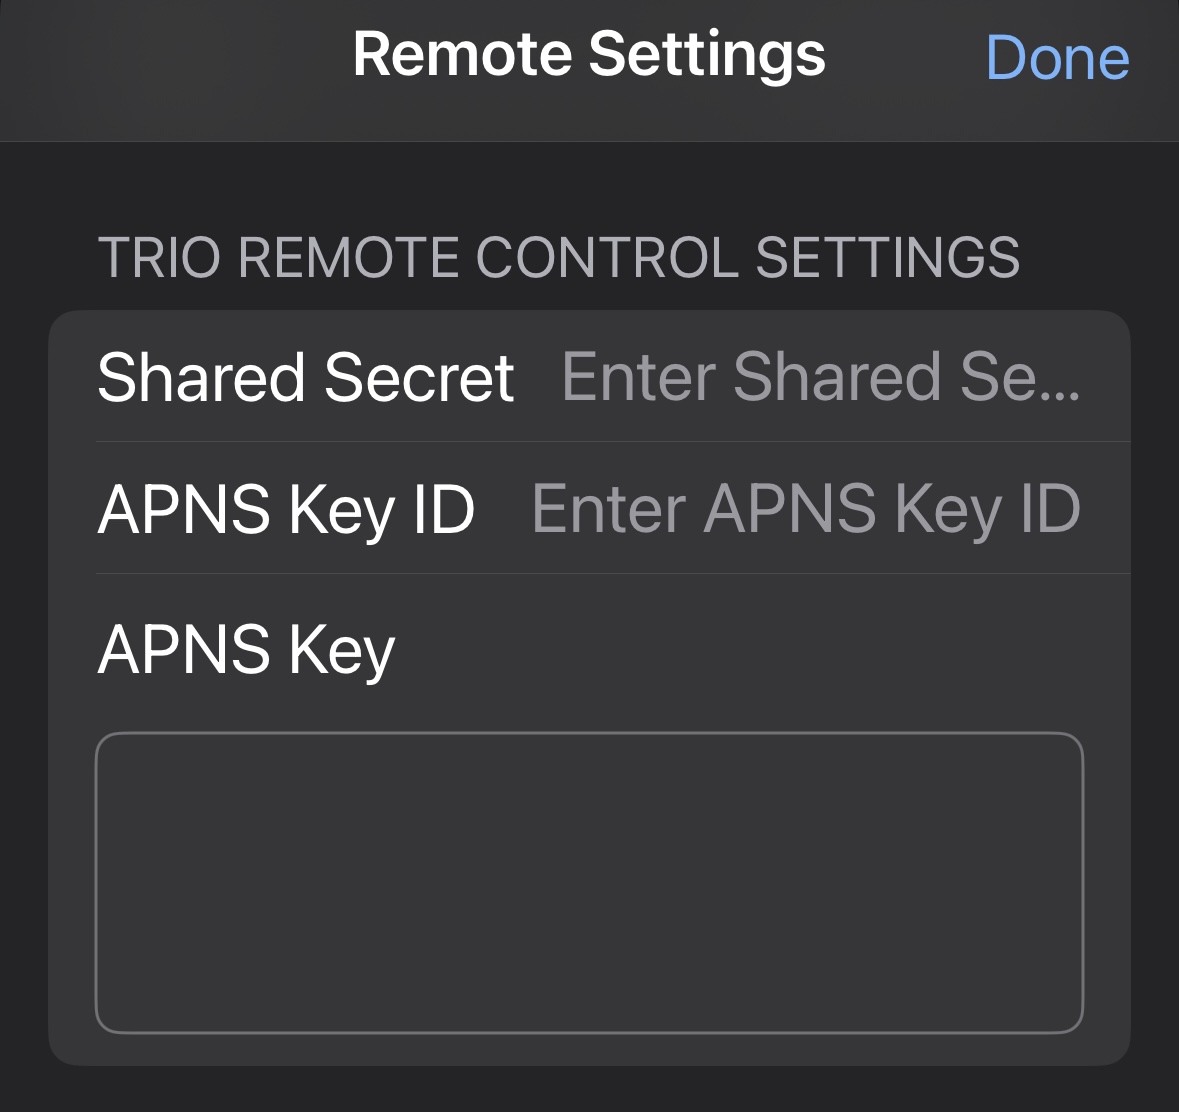 Remote Settings
Done
TRIO REMOTE CONTROL SETTINGS
Shared Secret Enter Shared Se...
APNS Key ID Enter APNS Key ID
APNS Key